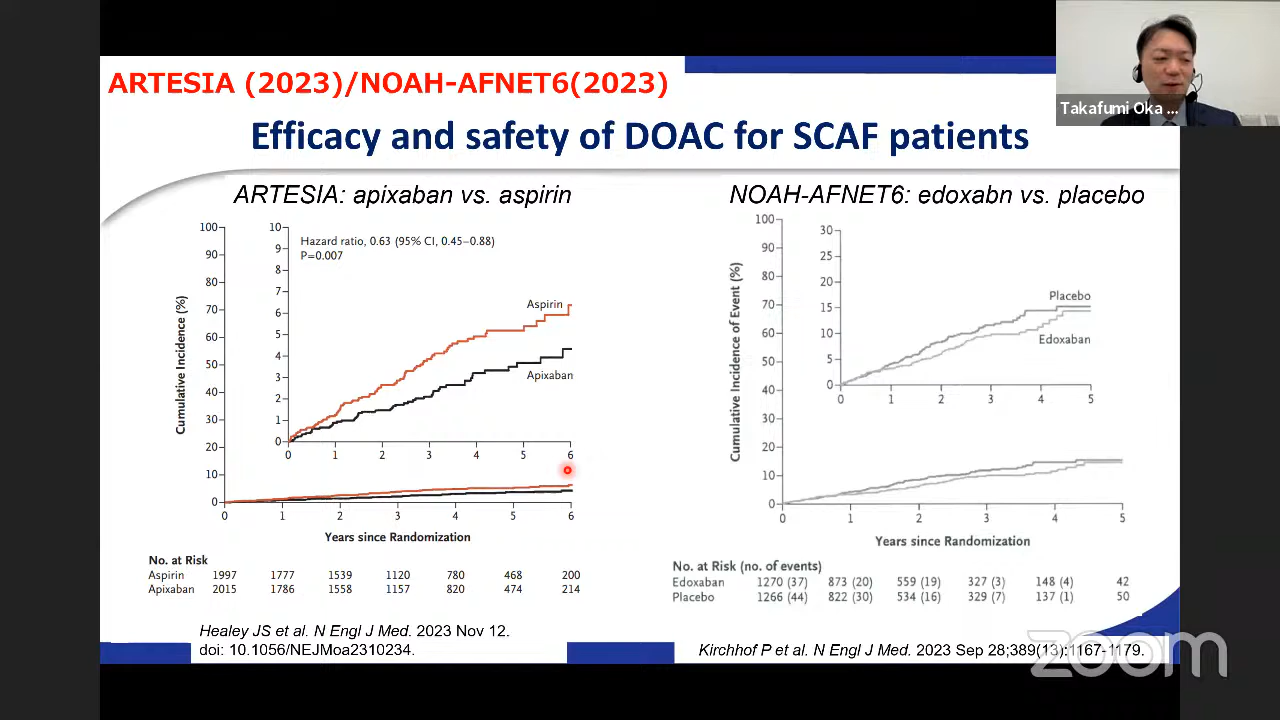 Takafumi Oka ...
ARTESIA (2023)/NOAH-AFNET6(2023)
Efficacy and safety of DOAC for SCAF patients
ARTESIA: apixaban vs. aspirin
100
90
80
70
60
50
40
30
20
10
0
Cumulative Incidence (%)
10
9
8
7
6
5
4
3
2
1
0
Hazard ratio, 0.63 (95% CI, 0.45–0.88)
P=0.007
Aspirin
Apixaban
0 1 2 3 4 5 6
0 1 2 3 4 5 6
Years since Randomization
No. at Risk
Aspirin 1997 1777 1539 1120 780 468 200
Apixaban 2015 1786 1558 1157 820 474 214
Healey JS et al. N Engl J Med. 2023 Nov 12.
doi: 10.1056/NEJMoa2310234.
NOAH-AFNET6: edoxabn vs. placebo
100
90
80
70
60
50
40
30
20
10
0
Cumulative Incidence of Event (%)
30
25
20
15
10
5
0
Placebo
Edoxaban
0 1 2 3 4 5
0 1 2 3 4 5
Years since Randomization
No. at Risk (no. of events)
Edoxaban 1270 (37) 873 (20) 559 (19) 327 (3) 148 (4) 42
Placebo 1266 (44) 822 (30) 534 (16) 329 (7) 137 (1) 50
Kirchhof P et al. N Engl J Med. 2023 Sep 28;389(13):1167-1179.
zoom